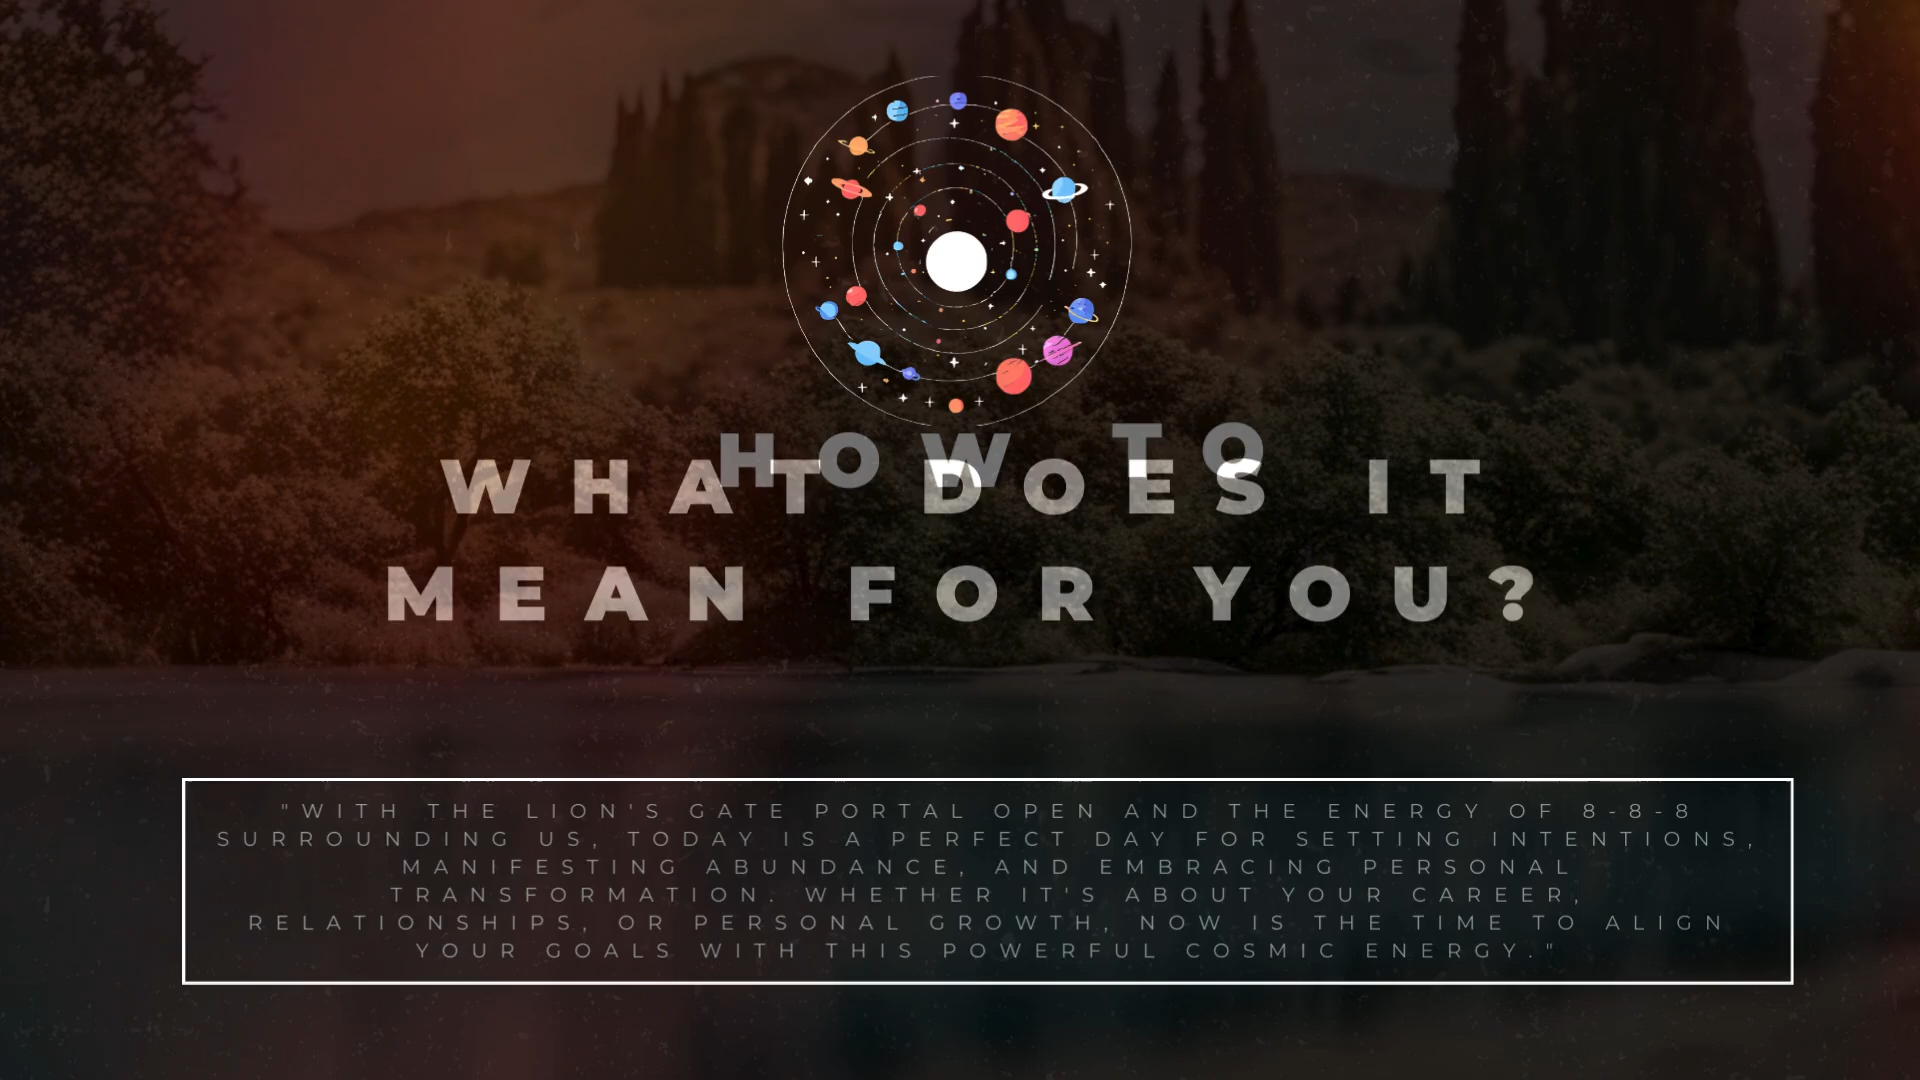 HOW TO
WHAT DOES IT
MEAN FOR YOU?
"WITH THE LION'S GATE PORTAL OPEN AND THE ENERGY OF 8-8-8
SURROUNDING US, TODAY IS A PERFECT DAY FOR SETTING INTENTIONS,
MANIFESTING ABUNDANCE, AND EMBRACING PERSONAL
TRANSFORMATION. WHETHER IT'S ABOUT YOUR CAREER,
RELATIONSHIPS, OR PERSONAL GROWTH, NOW IS THE TIME TO ALIGN
YOUR GOALS WITH THIS POWERFUL COSMIC ENERGY."